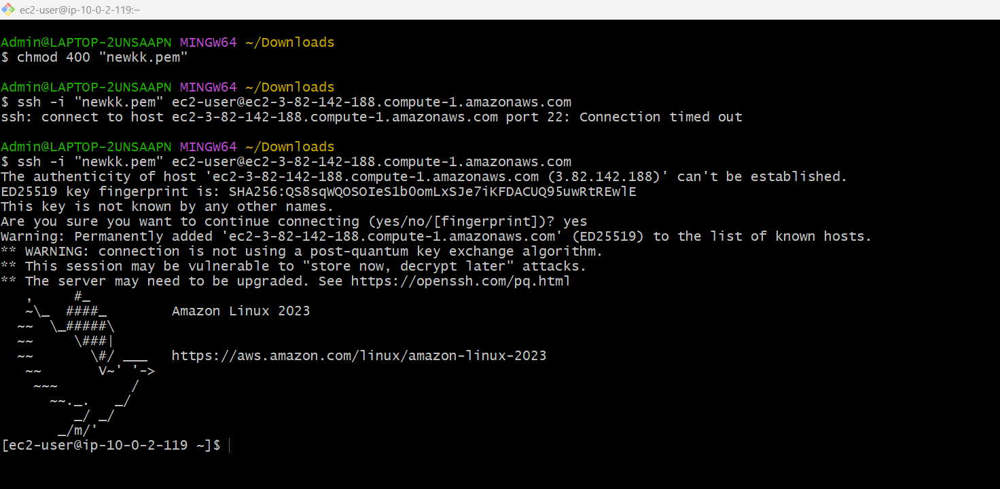 ec2-user@ip-10-0-2-119:~
Admin@LAPTOP-2UNSAAPN MINGW64 ~/Downloads
$ chmod 400 "newkk.pem"
Admin@LAPTOP-2UNSAAPN MINGW64 ~/Downloads
$ ssh -i "newkk.pem" ec2-user@ec2-3-82-142-188.compute-1.amazonaws.com
ssh: connect to host ec2-3-82-142-188.compute-1.amazonaws.com port 22: Connection timed out
Admin@LAPTOP-2UNSAAPN MINGW64 ~/Downloads
$ ssh -i "newkk.pem" ec2-user@ec2-3-82-142-188.compute-1.amazonaws.com
The authenticity of host 'ec2-3-82-142-188.compute-1.amazonaws.com (3.82.142.188)' can't be established.
ED25519 key fingerprint is: SHA256:QS8sqWQOSOIeS1b0omLxSJe7iKFDACUQ95uwRtREwlE
This key is not known by any other names.
Are you sure you want to continue connecting (yes/no/[fingerprint])? yes
Warning: Permanently added 'ec2-3-82-142-188.compute-1.amazonaws.com' (ED25519) to the list of known hosts.
** WARNING: connection is not using a post-quantum key exchange algorithm.
** This session may be vulnerable to "store now, decrypt later" attacks.
** The server may need to be upgraded. See https://openssh.com/pq.html
   ,     #_
   ~\_  ####_        Amazon Linux 2023
  ~~  \_#####\
  ~~     \###|
  ~~       \#/ ___   https://aws.amazon.com/linux/amazon-linux-2023
   ~~       V~' '->
    ~~~         /
      ~~._.   _/
         _/ _/
       _/m/'
[ec2-user@ip-10-0-2-119 ~]$